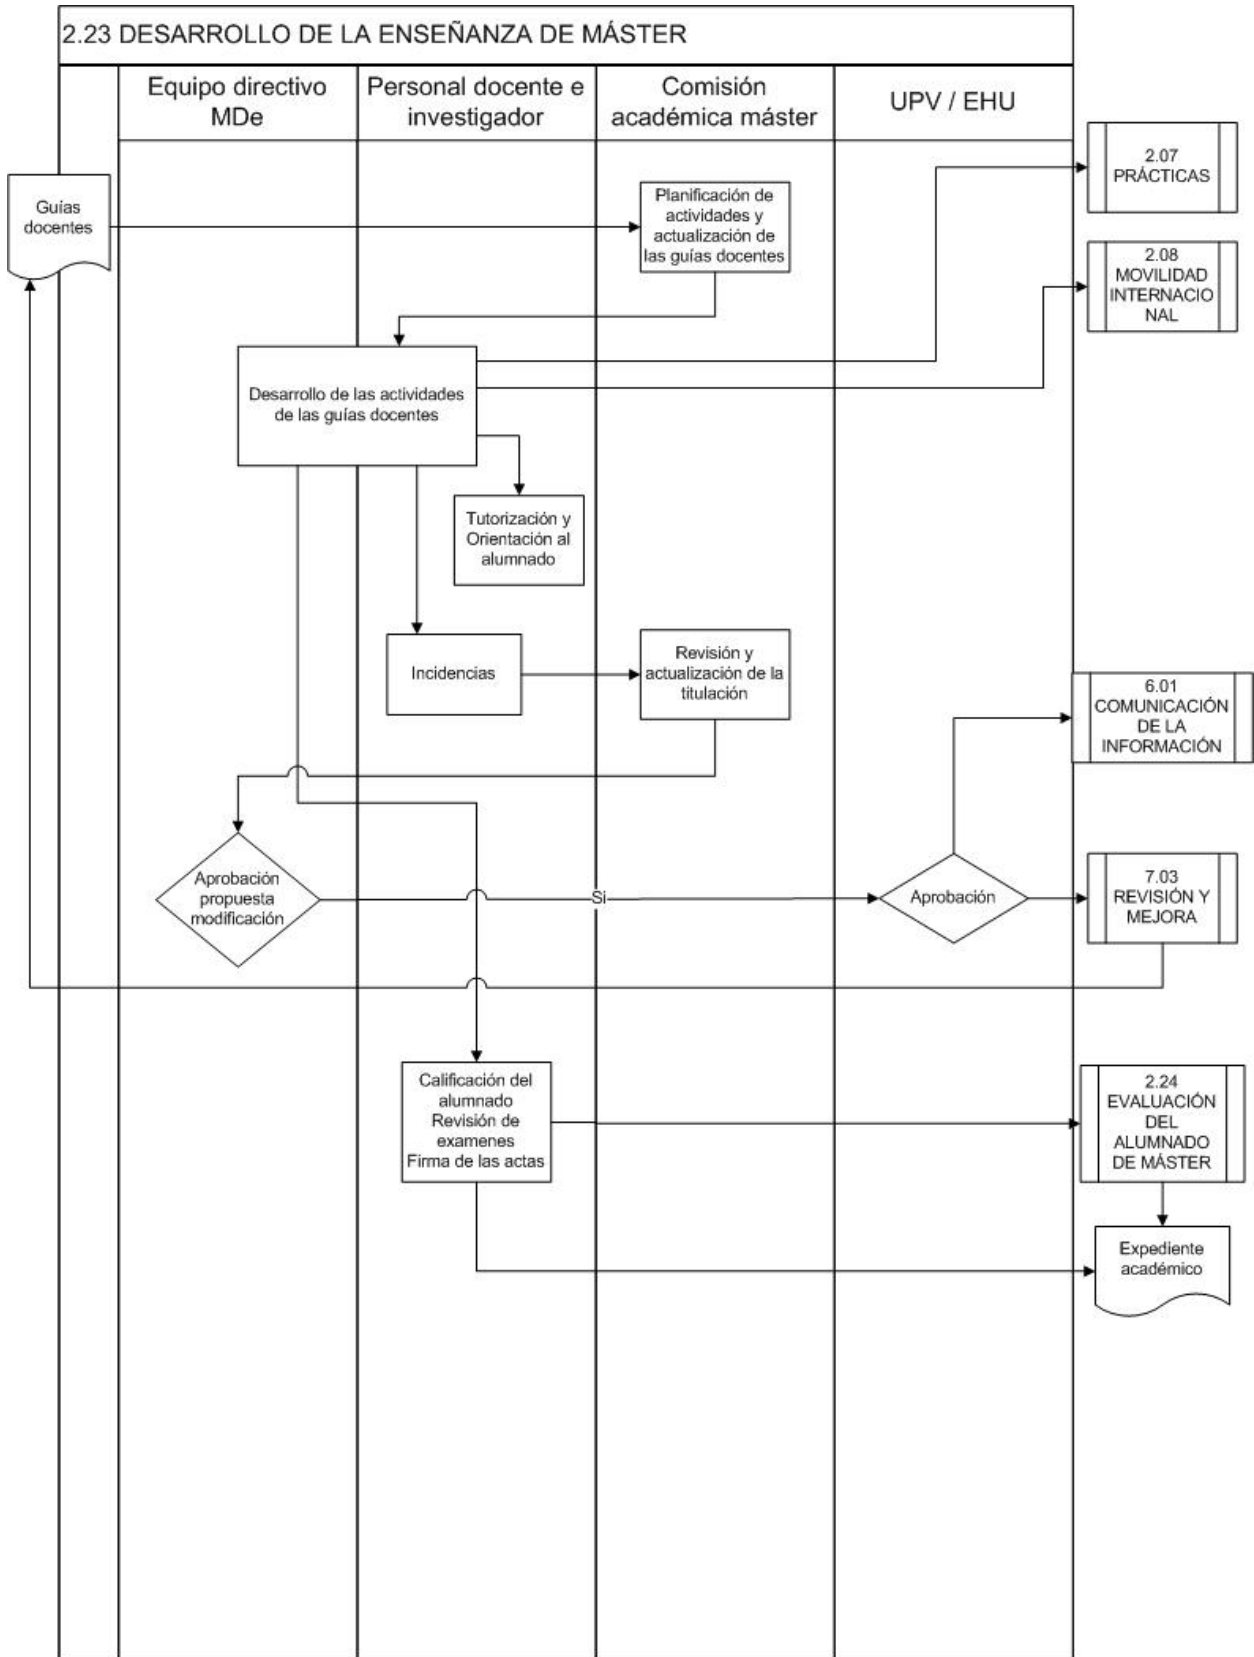 2.23 DESARROLLO DE LA ENSEÑANZA DE MÁSTER
Equipo directivo
MDe
Personal docente e
investigador
Comisión
académica máster
UPV / EHU
2.07
PRÁCTICAS
Guías
docentes
Planificación de
actividades y
actualización de
las guías docentes
2.08
MOVILIDAD
INTERNACIO
NAL
Desarrollo de las actividades
de las guías docentes
Tutorización y
Orientación al
alumnado
Incidencias
Revisión y
actualización de la
titulación
6.01
COMUNICACIÓN
DE LA
INFORMACIÓN
Aprobación
propuesta
modificación
Si
Aprobación
7.03
REVISIÓN Y
MEJORA
Calificación del
alumnado
Revisión de
examenes
Firma de las actas
2.24
EVALUACIÓN
DEL
ALUMNADO
DE MÁSTER
Expediente
académico